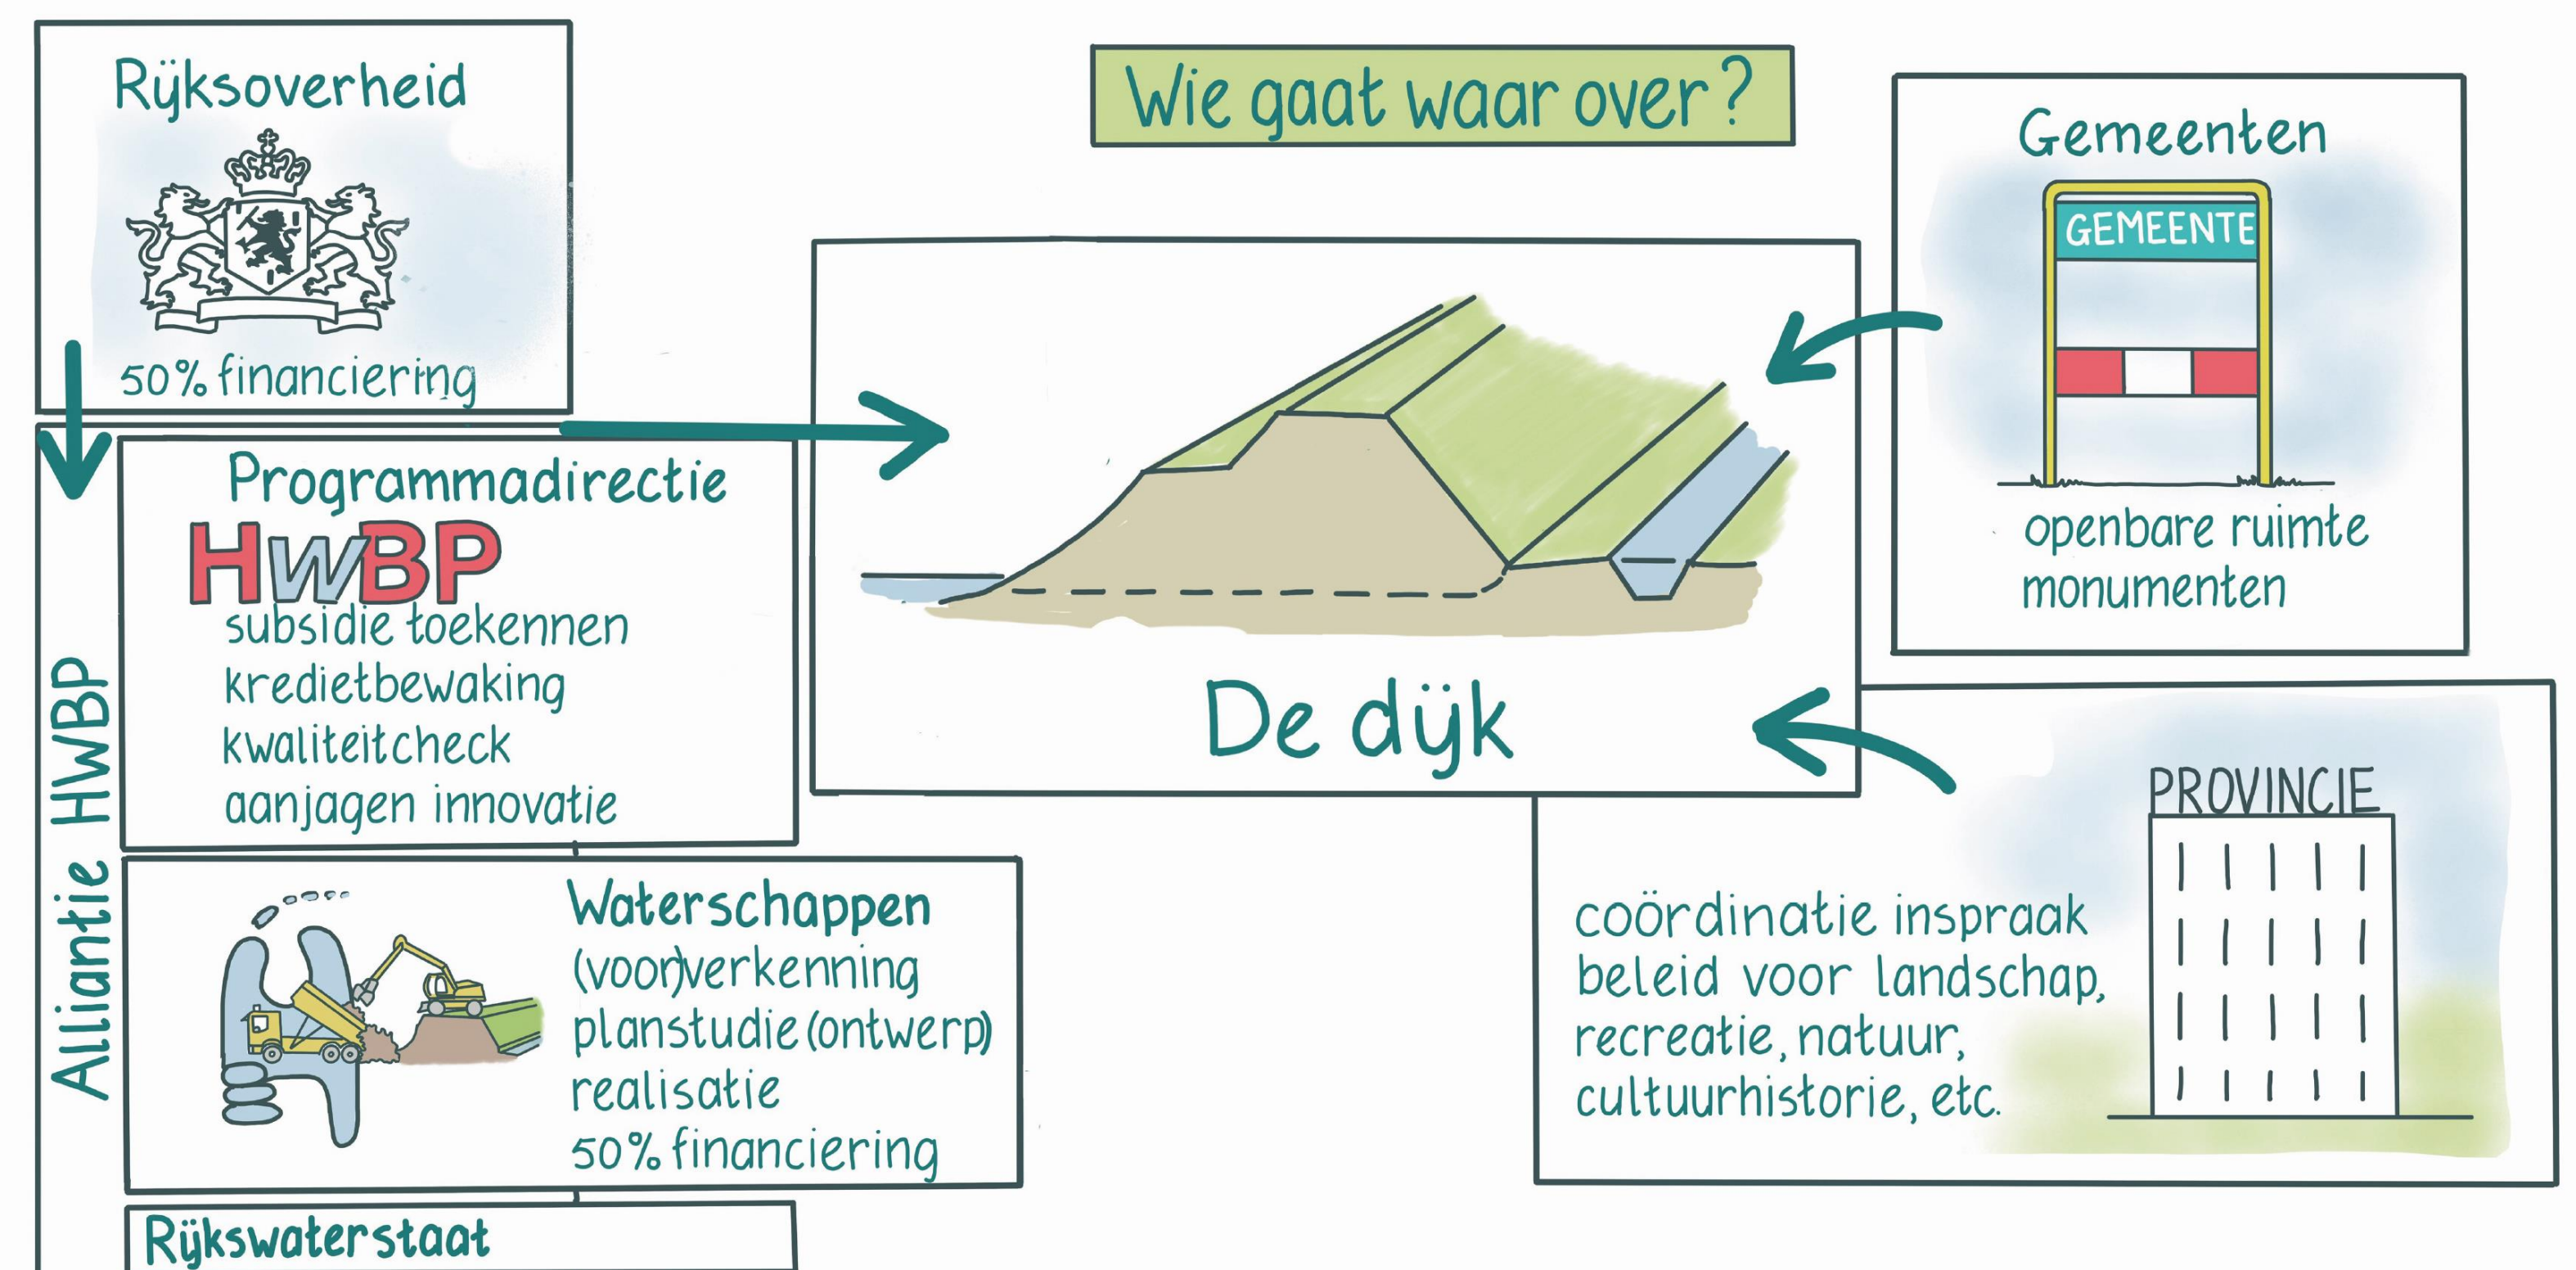 Wie gaat waar over?
Rijksoverheid
50% financiering
Alliantie HWBP
Programmadirectie
HWBP
subsidie toekennen
kredietbewaking
kwaliteitcheck
aanjagen innovatie
Waterschappen
(voor)verkenning
planstudie (ontwerp)
realisatie
50% financiering
Rijkswaterstaat
De dijk
Gemeenten
GEMEENTE
openbare ruimte
monumenten
PROVINCIE
coördinatie inspraak
beleid voor landschap,
recreatie, natuur,
cultuurhistorie, etc.